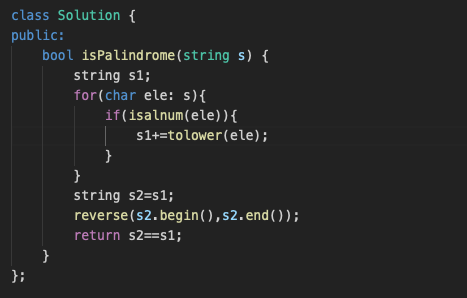 class Solution {
public:
    bool isPalindrome(string s) {
        string s1;
        for(char ele: s){
            if(isalnum(ele)){
                s1+=tolower(ele);
            }
        }
        string s2=s1;
        reverse(s2.begin(),s2.end());
        return s2==s1;
    }
};